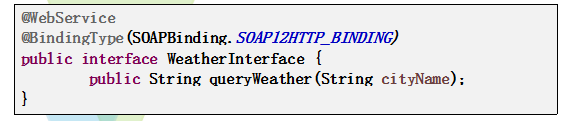 @WebService
@BindingType(SOAPBinding.SOAP12HTTP_BINDING)
public interface WeatherInterface {
public String queryWeather(String cityName);
}